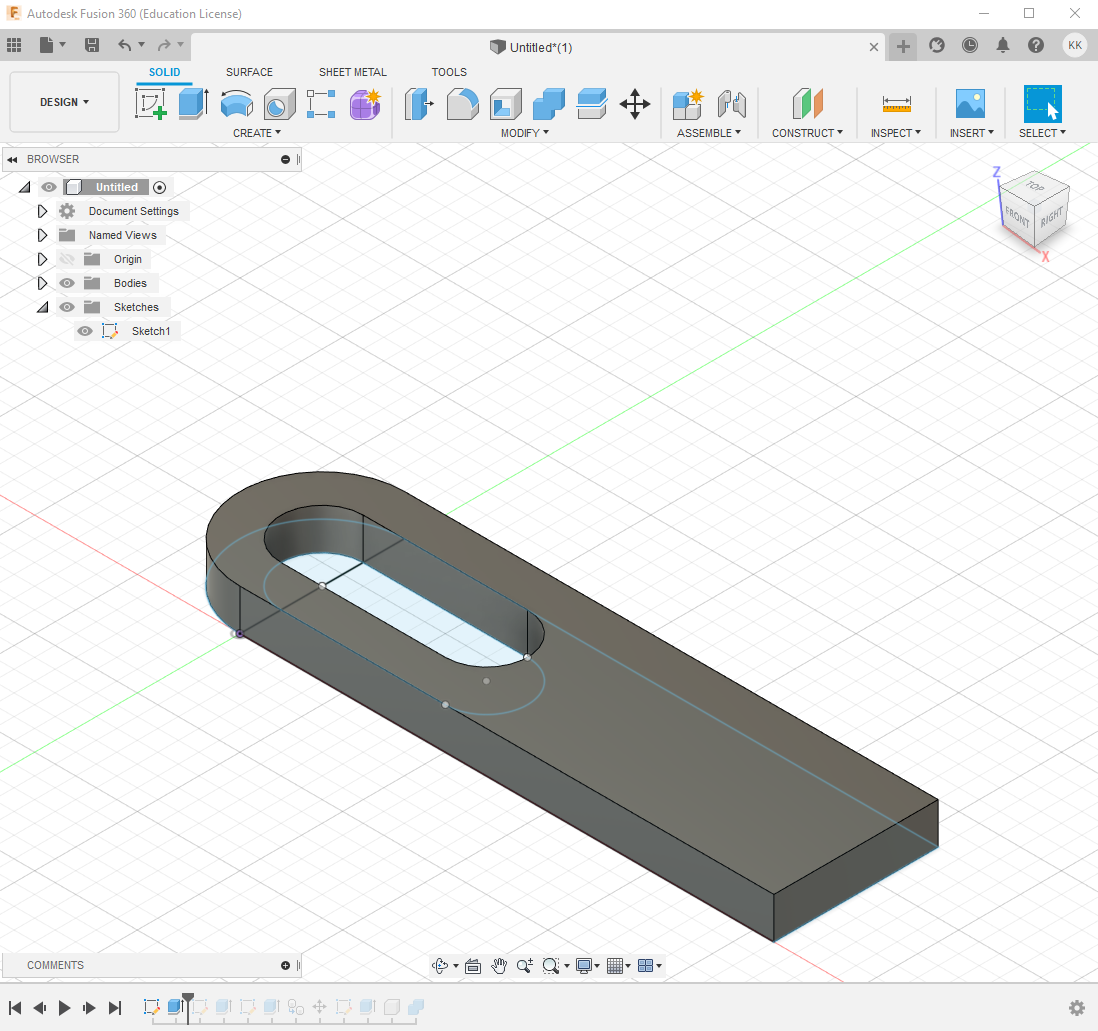 Autodesk Fusion 360 (Education License)
Untitled*(1)
KK
DESIGN
SOLID
SURFACE
SHEET METAL
TOOLS
CREATE
MODIFY
ASSEMBLE
CONSTRUCT
INSPECT
INSERT
SELECT
BROWSER
Untitled
Document Settings
Named Views
Origin
Bodies
Sketches
Sketch1
Z
TOP
FRONT
RIGHT
X
COMMENTS